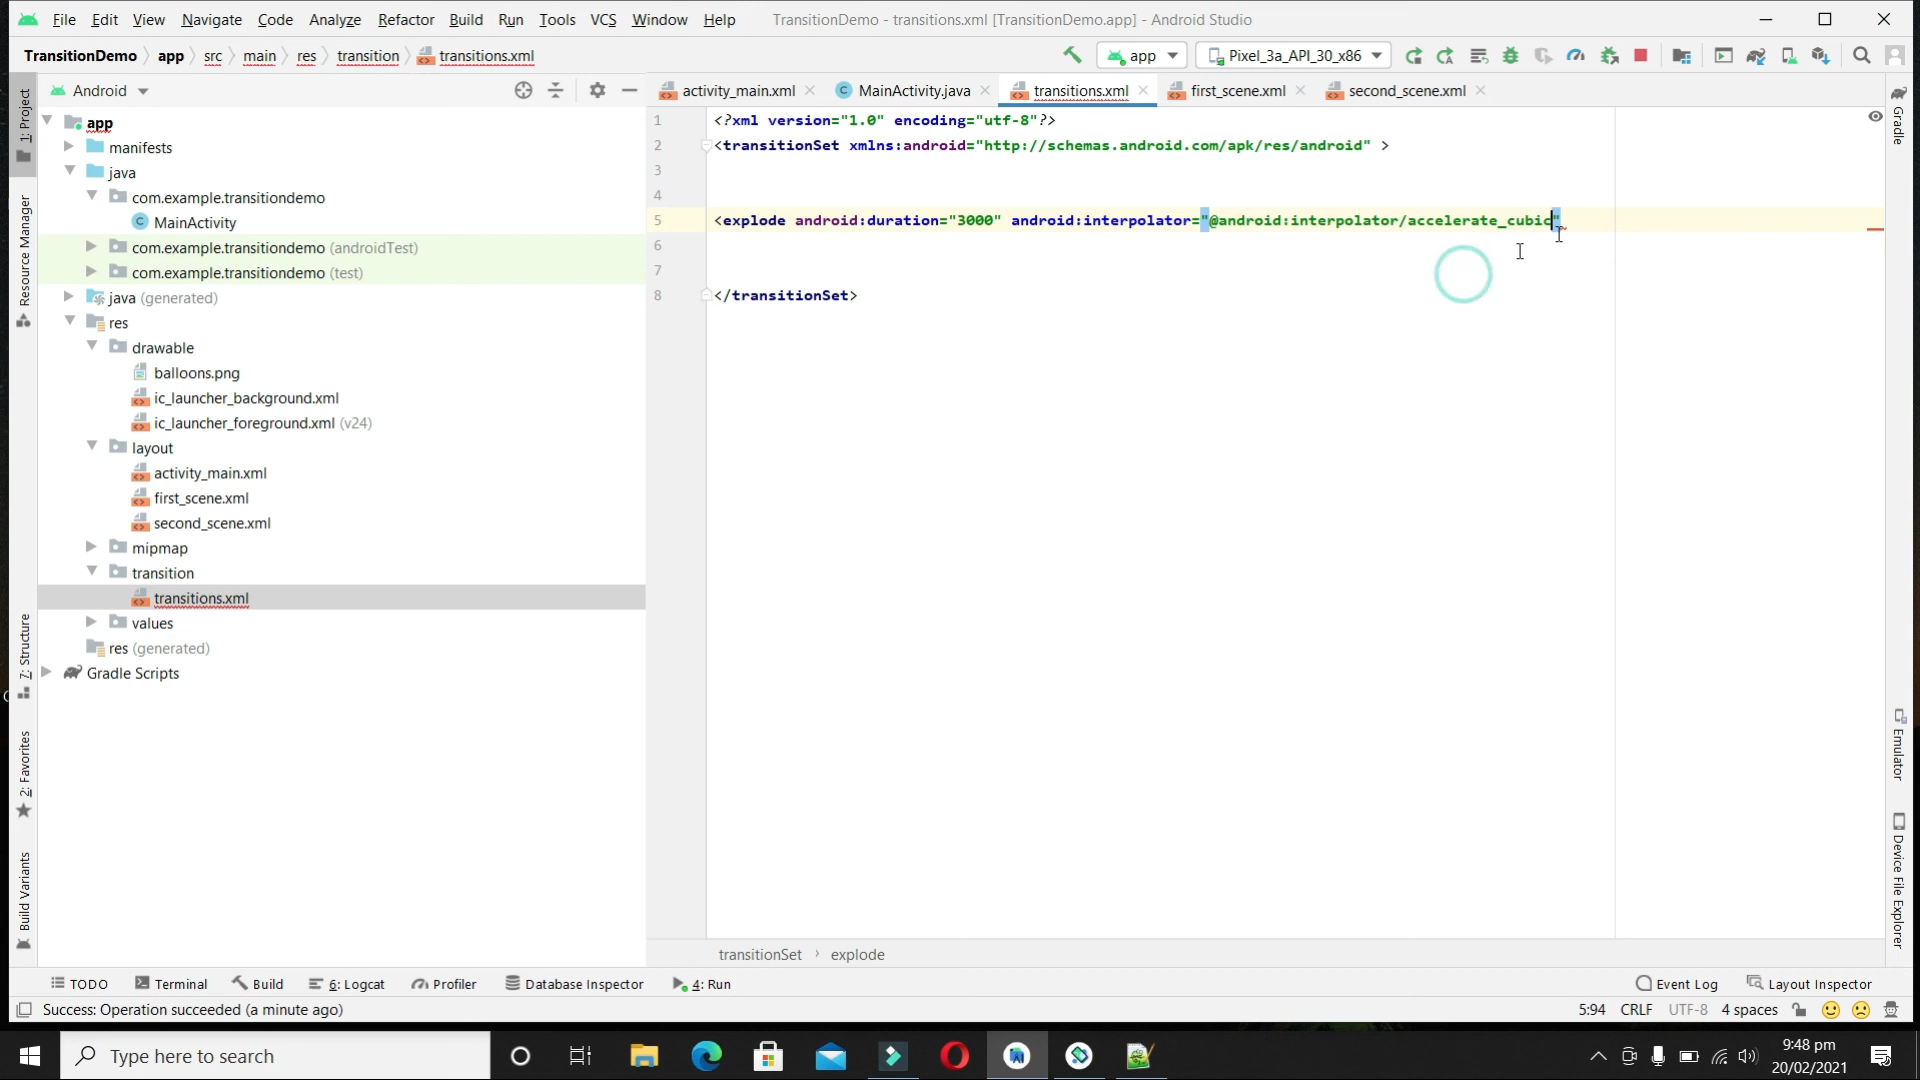 File Edit View Navigate Code Analyze Refactor Build Run Tools VCS Window Help TransitionDemo - transitions.xml [TransitionDemo.app] - Android Studio
TransitionDemo app src main res transition transitions.xml app Pixel_3a_API_30_x86
Android
activity_main.xml MainActivity.java transitions.xml first_scene.xml second_scene.xml
1: Project
Resource Manager
7: Structure
2: Favorites
Build Variants
app
manifests
java
com.example.transitiondemo
MainActivity
com.example.transitiondemo (androidTest)
com.example.transitiondemo (test)
java (generated)
res
drawable
balloons.png
ic_launcher_background.xml
ic_launcher_foreground.xml (v24)
layout
activity_main.xml
first_scene.xml
second_scene.xml
mipmap
transition
transitions.xml
values
res (generated)
Gradle Scripts
1 <?xml version="1.0" encoding="utf-8"?>
2 <transitionSet xmlns:android="http://schemas.android.com/apk/res/android" >
3
4
5 <explode android:duration="3000" android:interpolator="@android:interpolator/accelerate_cubic"
6
7
8 </transitionSet>
Gradle
Emulator
Device File Explorer
transitionSet › explode
TODO Terminal Build 6: Logcat Profiler Database Inspector 4: Run Event Log Layout Inspector
Success: Operation succeeded (a minute ago) 5:94 CRLF UTF-8 4 spaces
Type here to search
9:48 pm
20/02/2021